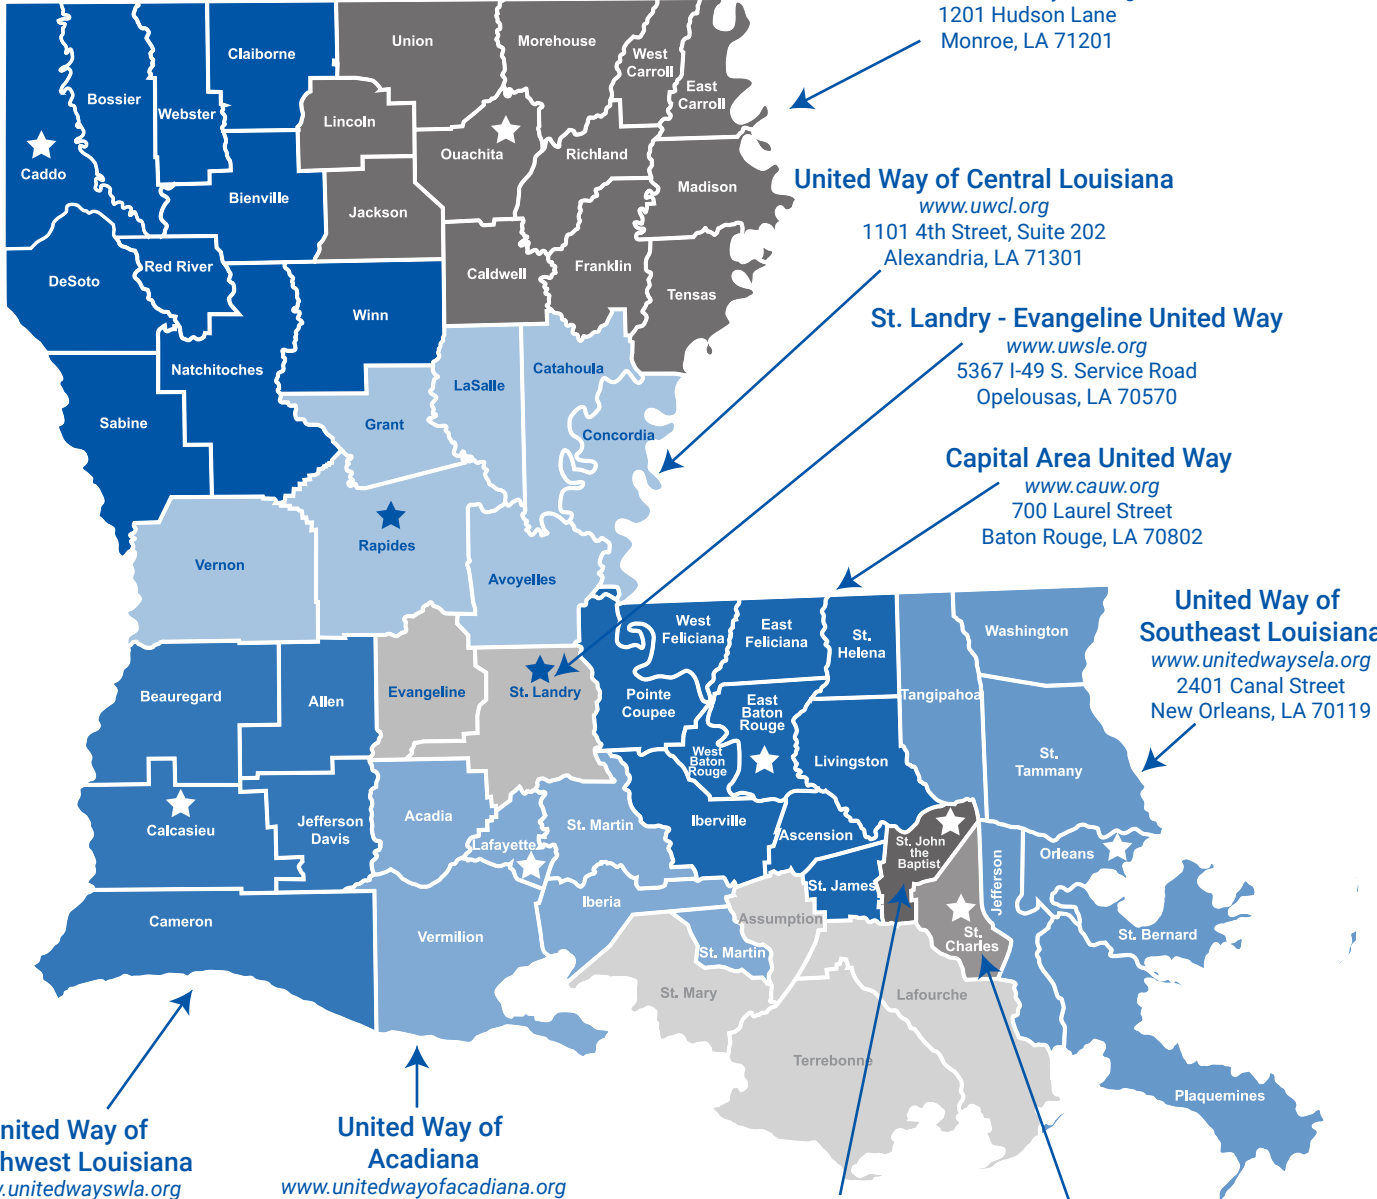 1201 Hudson Lane
Monroe, LA 71201
Claiborne
Union
Morehouse
West
Carroll
East
Carroll
Bossier
Webster
Lincoln
Caddo
Ouachita
Richland
Madison
Bienville
Jackson
United Way of Central Louisiana
www.uwcl.org
1101 4th Street, Suite 202
Alexandria, LA 71301
DeSoto
Red River
Caldwell
Franklin
Tensas
Winn
St. Landry - Evangeline United Way
www.uwsle.org
5367 I-49 S. Service Road
Opelousas, LA 70570
Natchitoches
LaSalle
Catahoula
Sabine
Grant
Concordia
Capital Area United Way
www.cauw.org
700 Laurel Street
Baton Rouge, LA 70802
Rapides
Vernon
Avoyelles
United Way of
Southeast Louisiana
www.unitedwaysela.org
2401 Canal Street
New Orleans, LA 70119
West
Feliciana
East
Feliciana
St.
Helena
Washington
Beauregard
Allen
Evangeline
St. Landry
Pointe
Coupee
East
Baton
Rouge
Tangipahoa
West
Baton
Rouge
Livingston
St.
Tammany
Calcasieu
Jefferson
Davis
Acadia
Lafayette
St. Martin
Iberville
Ascension
St. John
the
Baptist
Jefferson
Orleans
St. James
Cameron
Vermilion
Iberia
Assumption
St.
Charles
St. Bernard
St. Martin
St. Mary
Lafourche
Terrebonne
Plaquemines
nited Way of
hwest Louisiana
.unitedwayswla.org
United Way of
Acadiana
www.unitedwayofacadiana.org